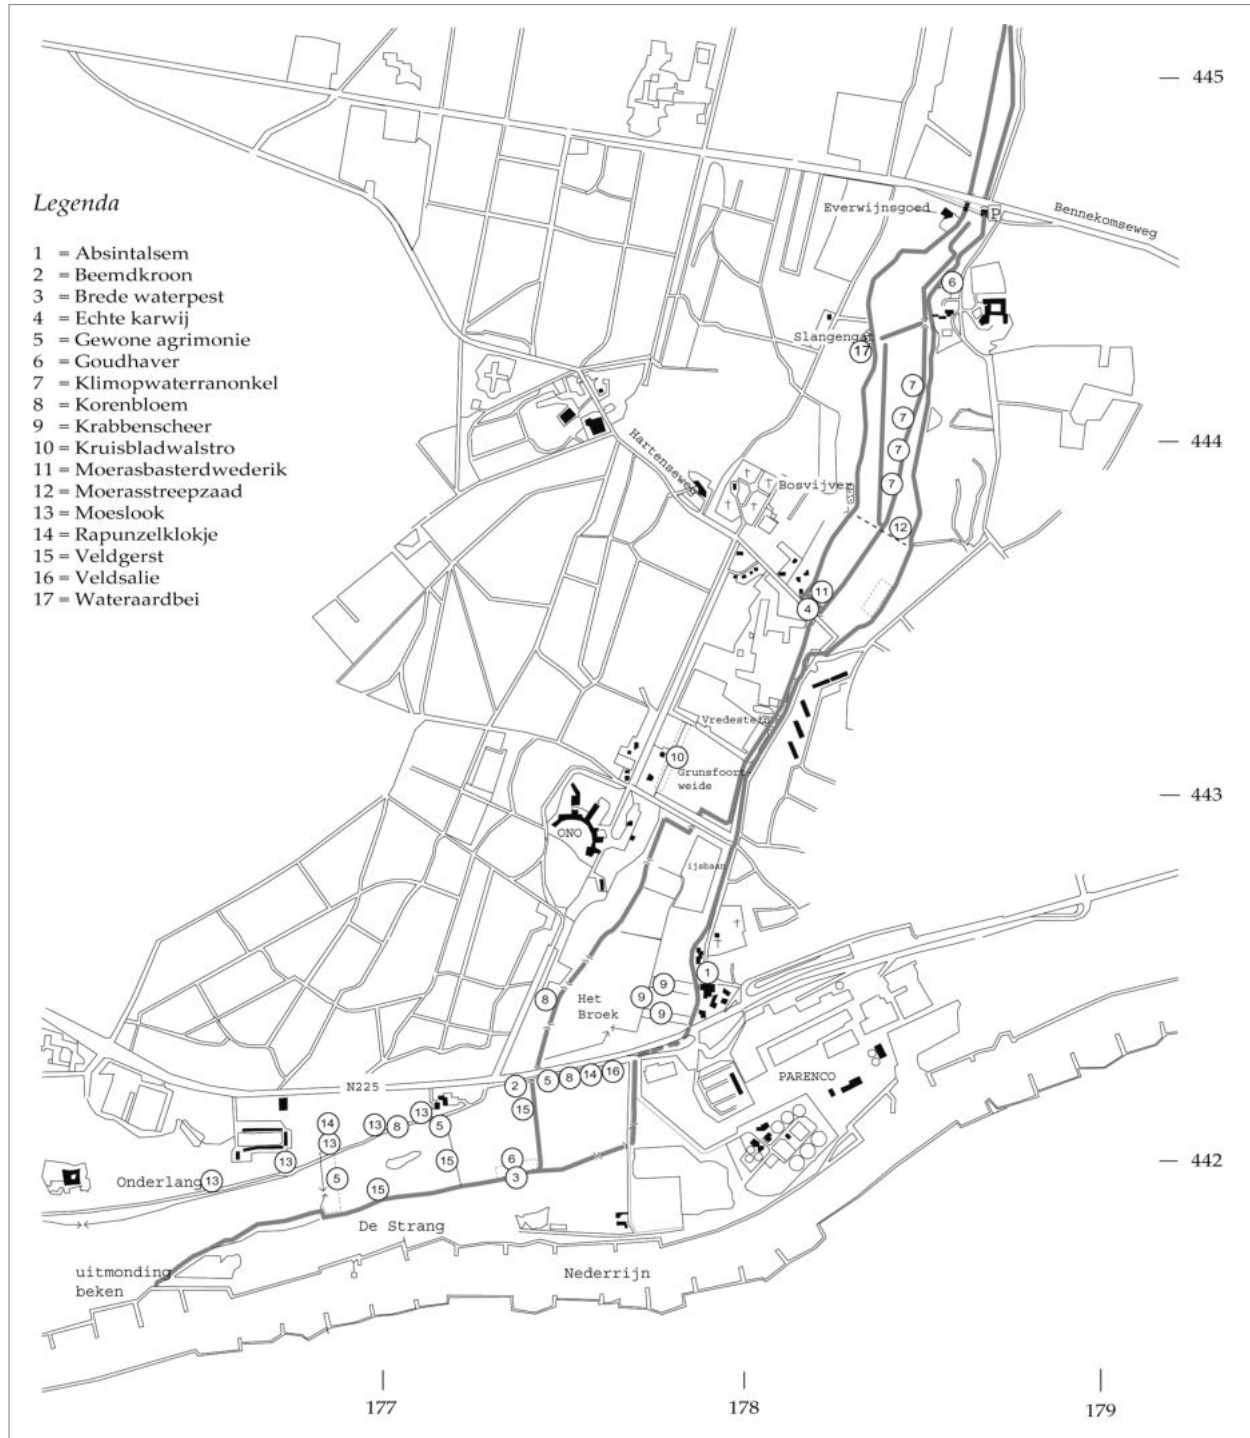 445
Legenda
1 = Absintalsem
2 = Beemdkroon
3 = Brede waterpest
4 = Echte karwij
5 = Gewone agrimonie
6 = Goudhaver
7 = Klimopwaterranonkel
8 = Korenbloem
9 = Krabbenscheer
10 = Kruisbladwalstro
11 = Moerasbasterdwederik
12 = Moerasstreepzaad
13 = Moeslook
14 = Rapunzelklokje
15 = Veldgerst
16 = Veldsalie
17 = Wateraardbei
Everwijnsgoed
P
Bennekomseweg
6
Slangengat
17
7
7
444
Hartenseweg
7
Bosvijver
7
12
11
4
Vredestein
10
Grunsfoort-
weide
443
ONO
ijsbaan
1
9
8
Het
Broek
9
9
N225
2
5
8
14
16
PARENCO
15
13
14
13
8
5
13
13
6
15
442
Onderlangs
13
5
15
3
De Strang
uitmonding
beken
Nederrijn
177
178
179